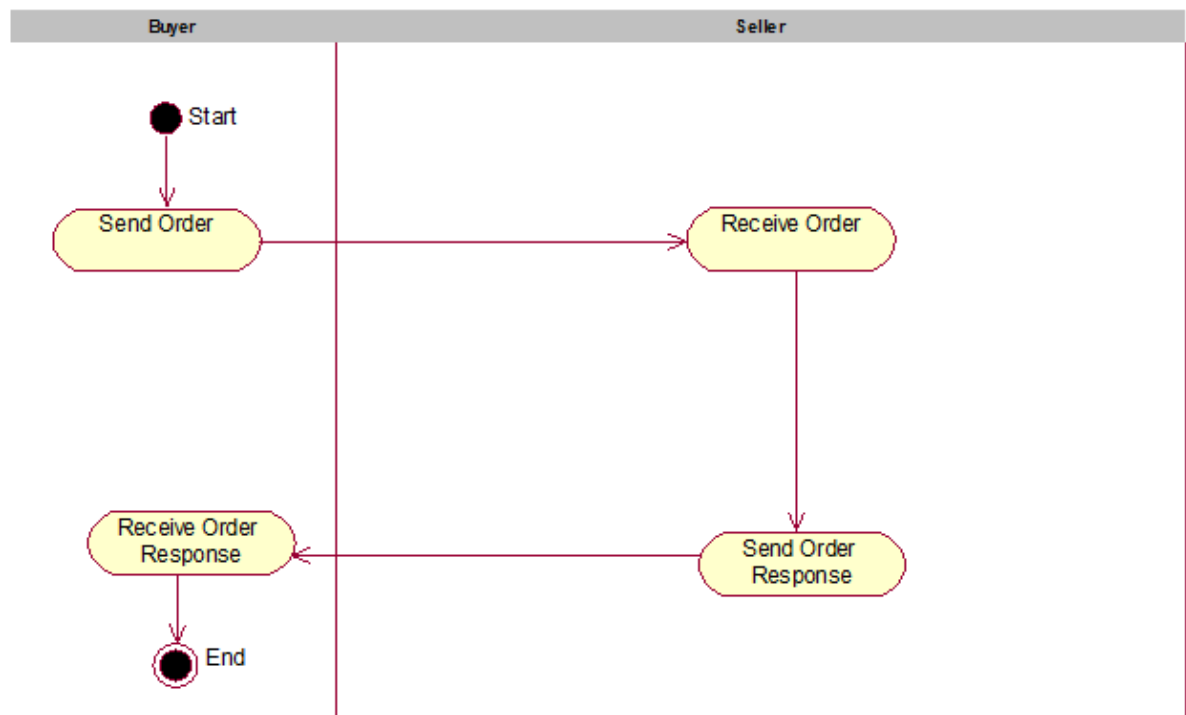 Buyer
Seller
Start
Send Order
Receive Order
Receive Order
Response
Send Order
Response
End